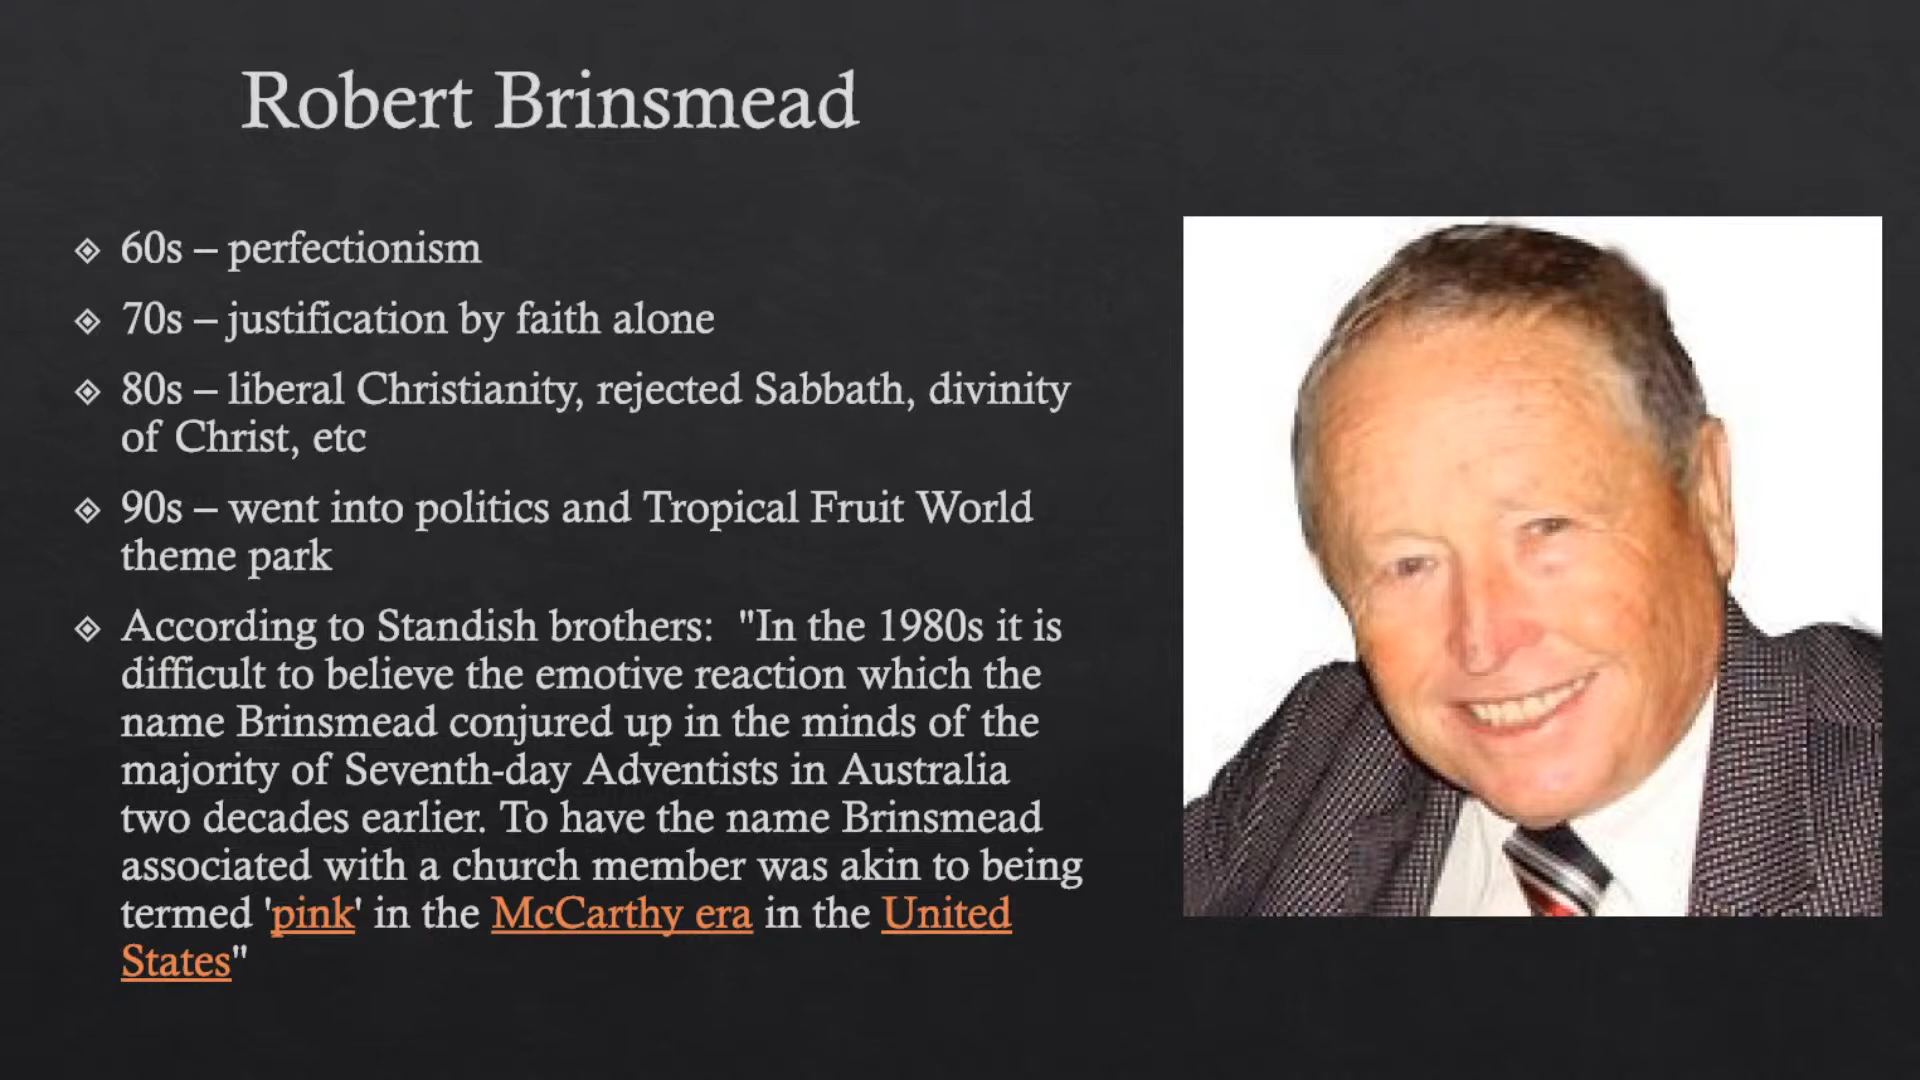 Robert Brinsmead
60s – perfectionism
70s – justification by faith alone
80s – liberal Christianity, rejected Sabbath, divinity
of Christ, etc
90s – went into politics and Tropical Fruit World
theme park
According to Standish brothers:  "In the 1980s it is
difficult to believe the emotive reaction which the
name Brinsmead conjured up in the minds of the
majority of Seventh-day Adventists in Australia
two decades earlier. To have the name Brinsmead
associated with a church member was akin to being
termed 'pink' in the McCarthy era in the United
States"